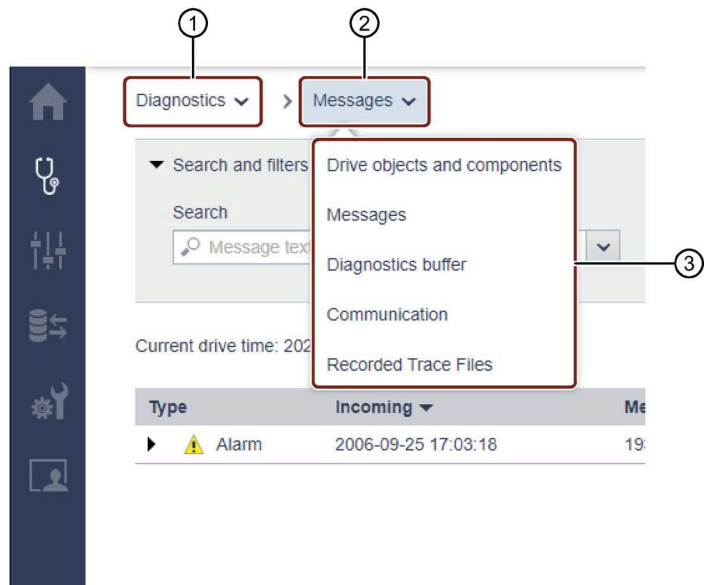 1 2
Diagnostics > Messages
Search and filters Drive objects and components
Search Messages
Message text
Diagnostics buffer 3
Communication
Current drive time: 202
Recorded Trace Files
Type Incoming Me
Alarm 2006-09-25 17:03:18 19